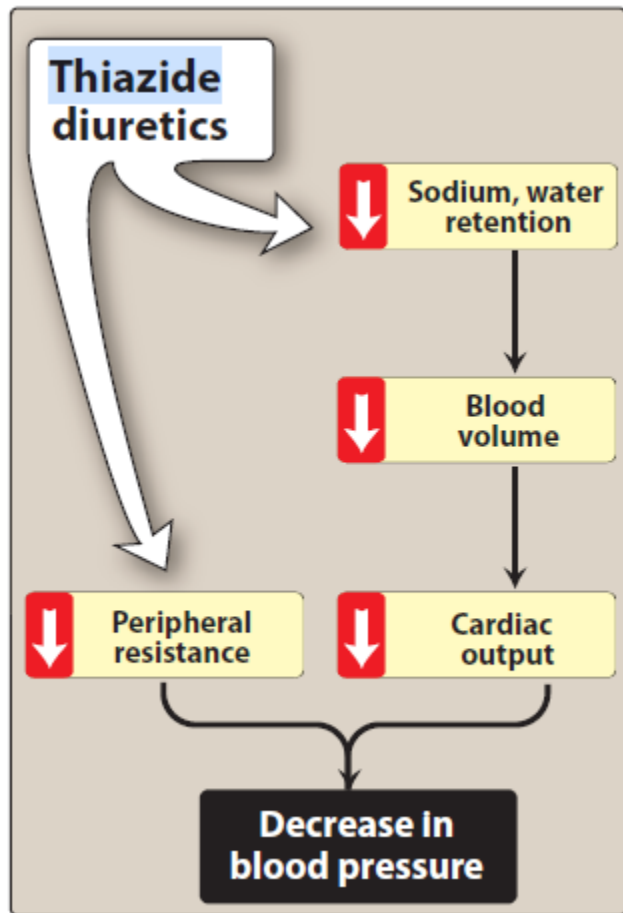 Thiazide
diuretics
Sodium, water
retention
Blood
volume
Peripheral
resistance
Cardiac
output
Decrease in
blood pressure